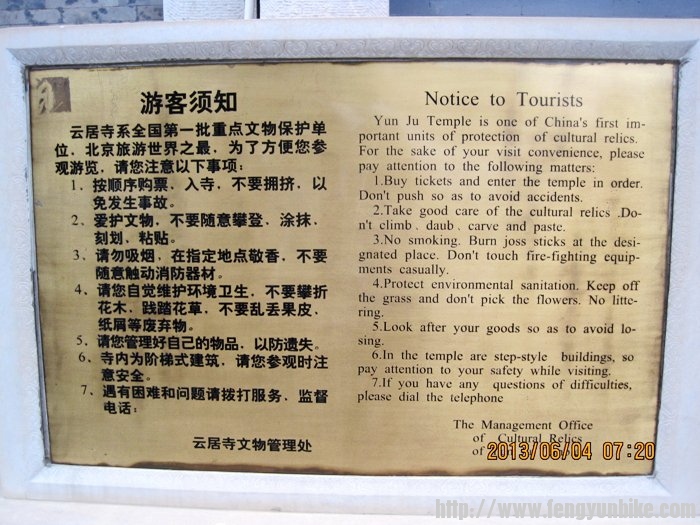 游客须知
云居寺系全国第一批重点文物保护单
位，北京旅游世界之最，为了方便您参
观游览，请您注意以下事项：
1、按顺序购票、入寺，不要拥挤，以
免发生事故。
2、爱护文物，不要随意攀登、涂抹、
刻划、粘贴。
3、请勿吸烟，在指定地点敬香，不要
随意触动消防器材。
4、请您自觉维护环境卫生，不要攀折
花木，践踏花草，不要乱丢果皮、
纸屑等废弃物。
5、请您管理好自己的物品，以防遗失。
6、寺内为阶梯式建筑，请您参观时注
意安全。
7、遇有困难和问题请拨打服务、监督
电话：
云居寺文物管理处
Notice to Tourists
Yun Ju Temple is one of China's first im-
portant units of protection of cultural relics.
For the sake of your visit convenience, please
pay attention to the following matters:
1.Buy tickets and enter the temple in order.
Don't push so as to avoid accidents.
2.Take good care of the cultural relics .Do-
n't climb、daub、carve and paste.
3.No smoking. Burn joss sticks at the desi-
gnated place. Don't touch fire-fighting equip-
ments casually.
4.Protect environmental sanitation. Keep off
the grass and don't pick the flowers. No litte-
ring.
5.Look after your goods so as to avoid lo-
sing.
6.In the temple are step-style buildings, so
pay attention to your safety while visiting.
7.If you have any questions of difficulties,
please dial the telephone
The Management Office
of Cultural Relics
of
2013/06/04 07:20
http://www.fengyunbike.com